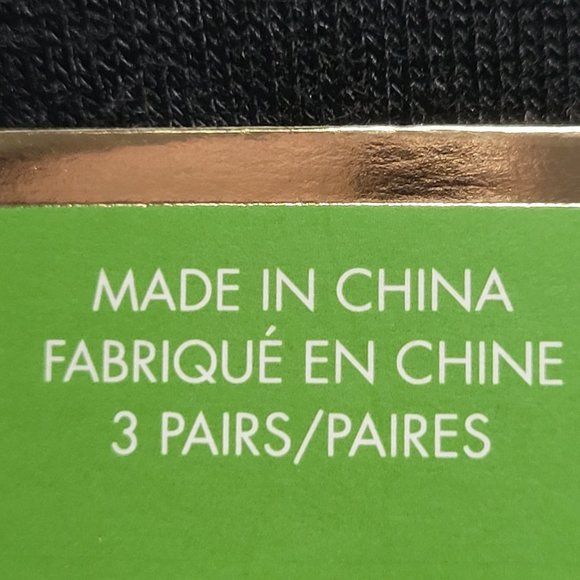 MADE IN CHINA
FABRIQUÉ EN CHINE
3 PAIRS/PAIRES